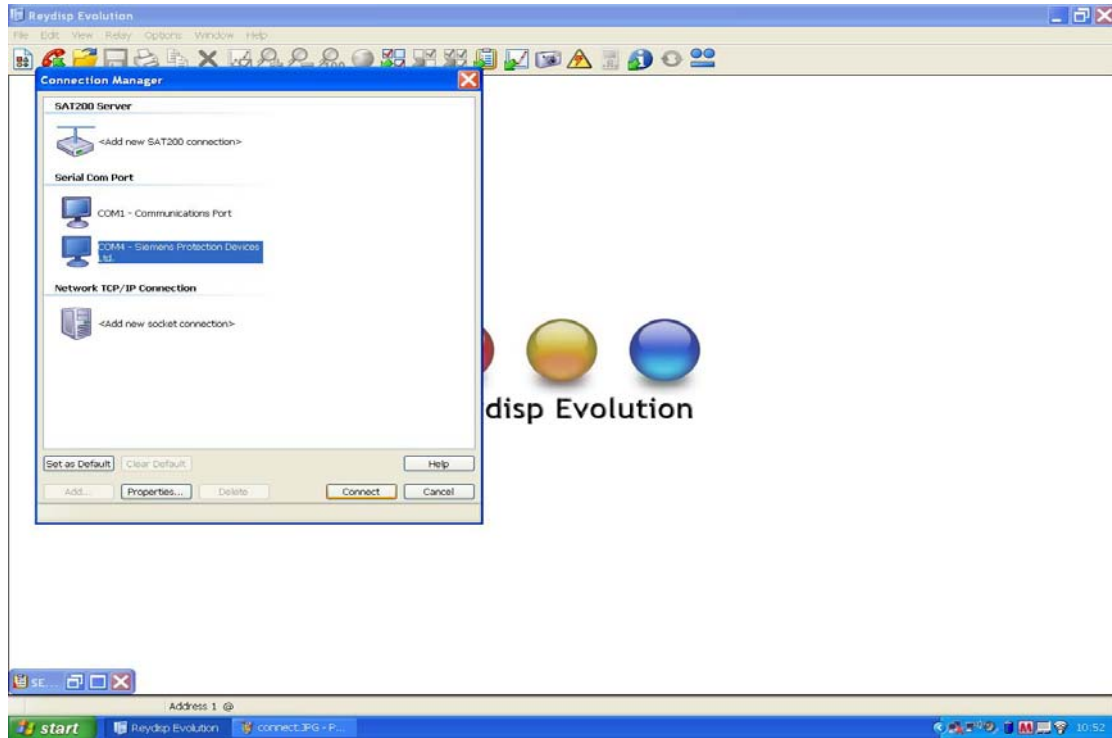 Reydisp Evolution
File Edit View Relay Options Window Help
Connection Manager
SAT200 Server
<Add new SAT200 connection>
Serial Com Port
COM1 - Communications Port
COM4 - Siemens Protection Devices
Ltd.
Network TCP/IP Connection
<Add new socket connection>
disp Evolution
Set as Default Clear Default Help
Add... Properties... Delete Connect Cancel
SE...
Address 1 @
start Reydisp Evolution connect.JPG - P... M 10:52